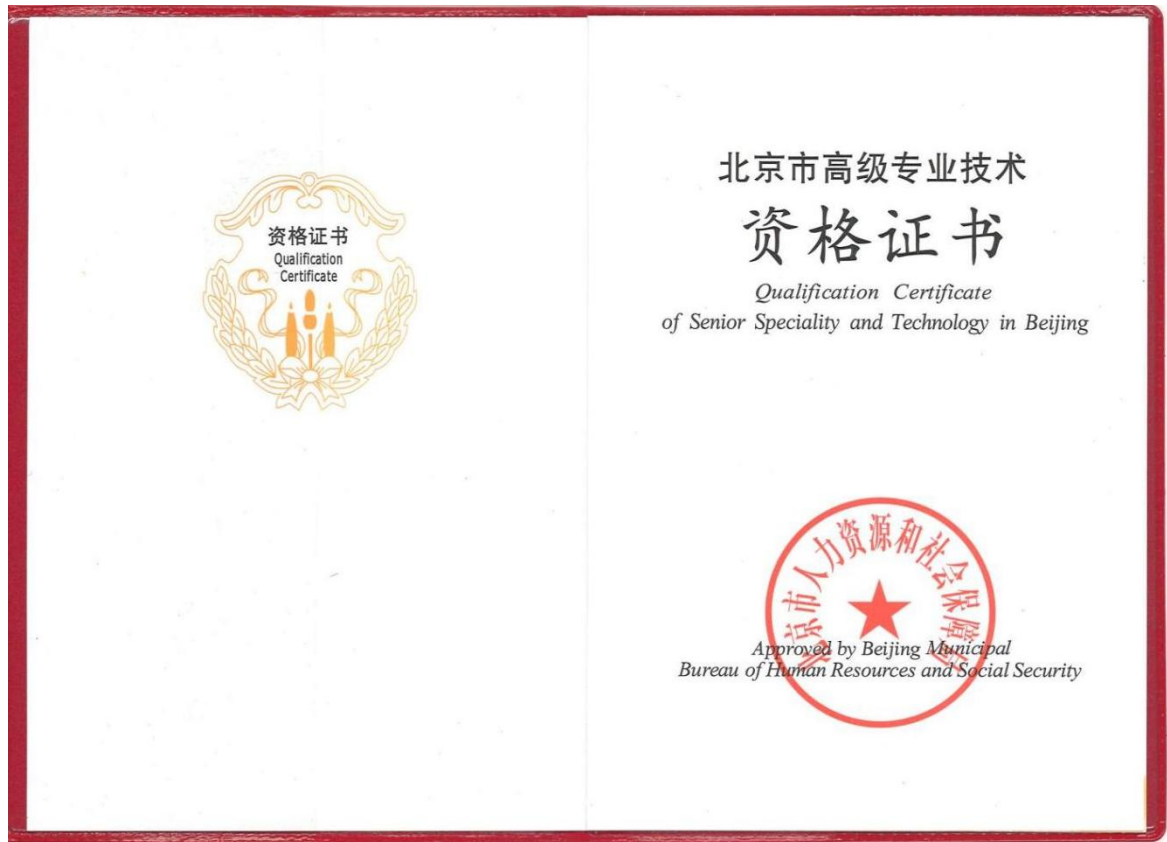 资格证书
Qualification
Certificate
北京市高级专业技术
资格证书
Qualification Certificate
of Senior Speciality and Technology in Beijing
北京市人力资源和社会保障局
Approved by Beijing Municipal
Bureau of Human Resources and Social Security